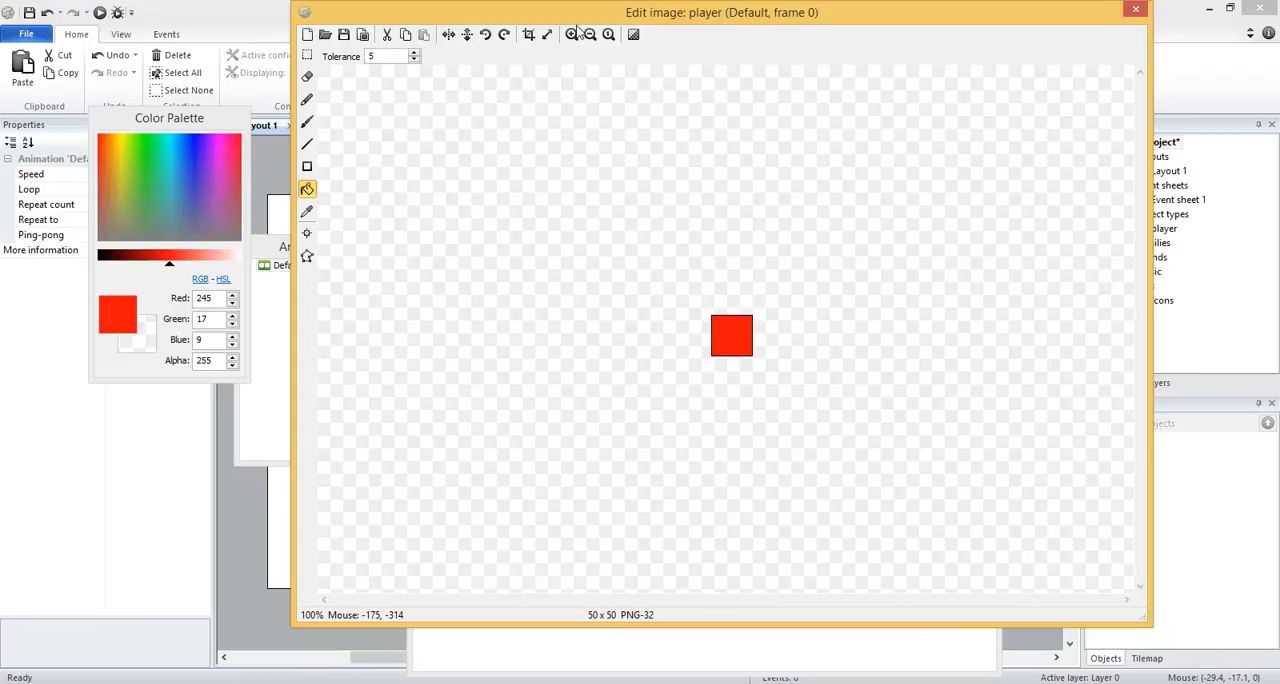 Edit image: player (Default, frame 0)
File
Home
View
Events
Paste
Cut
Copy
Undo
Redo
Delete
Select All
Select None
Active confi
Displaying:
Clipboard
Tolerance
5
Properties
Color Palette
Animation 'Defa
Speed
Loop
Repeat count
Repeat to
Ping-pong
More information
yout 1
RGB - HSL
Red: 245
Green: 17
Blue: 9
Alpha: 255
Defa
oject*
outs
Layout 1
nt sheets
Event sheet 1
ect types
player
ilies
nds
sic
s
cons
yers
jects
100% Mouse: -175, -314
50 x 50 PNG-32
Objects
Tilemap
Ready
Events: 0
Active layer: Layer 0
Mouse: (-29.4, -17.1, 0)